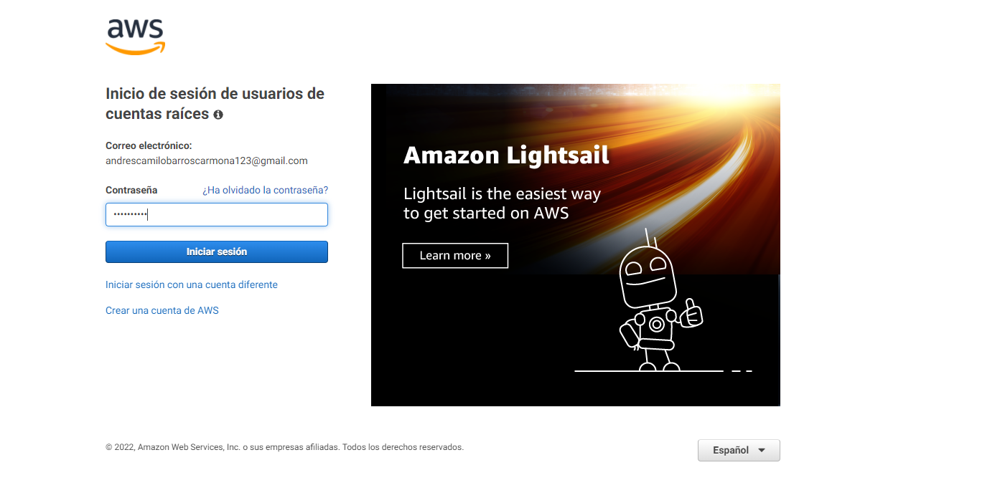 aws
Inicio de sesión de usuarios de
cuentas raíces
Correo electrónico:
andrescamilobarroscarmona123@gmail.com
Contraseña ¿Ha olvidado la contraseña?
••••••••••
Iniciar sesión
Iniciar sesión con una cuenta diferente
Crear una cuenta de AWS
Amazon Lightsail
Lightsail is the easiest way
to get started on AWS
Learn more »
© 2022, Amazon Web Services, Inc. o sus empresas afiliadas. Todos los derechos reservados.
Español